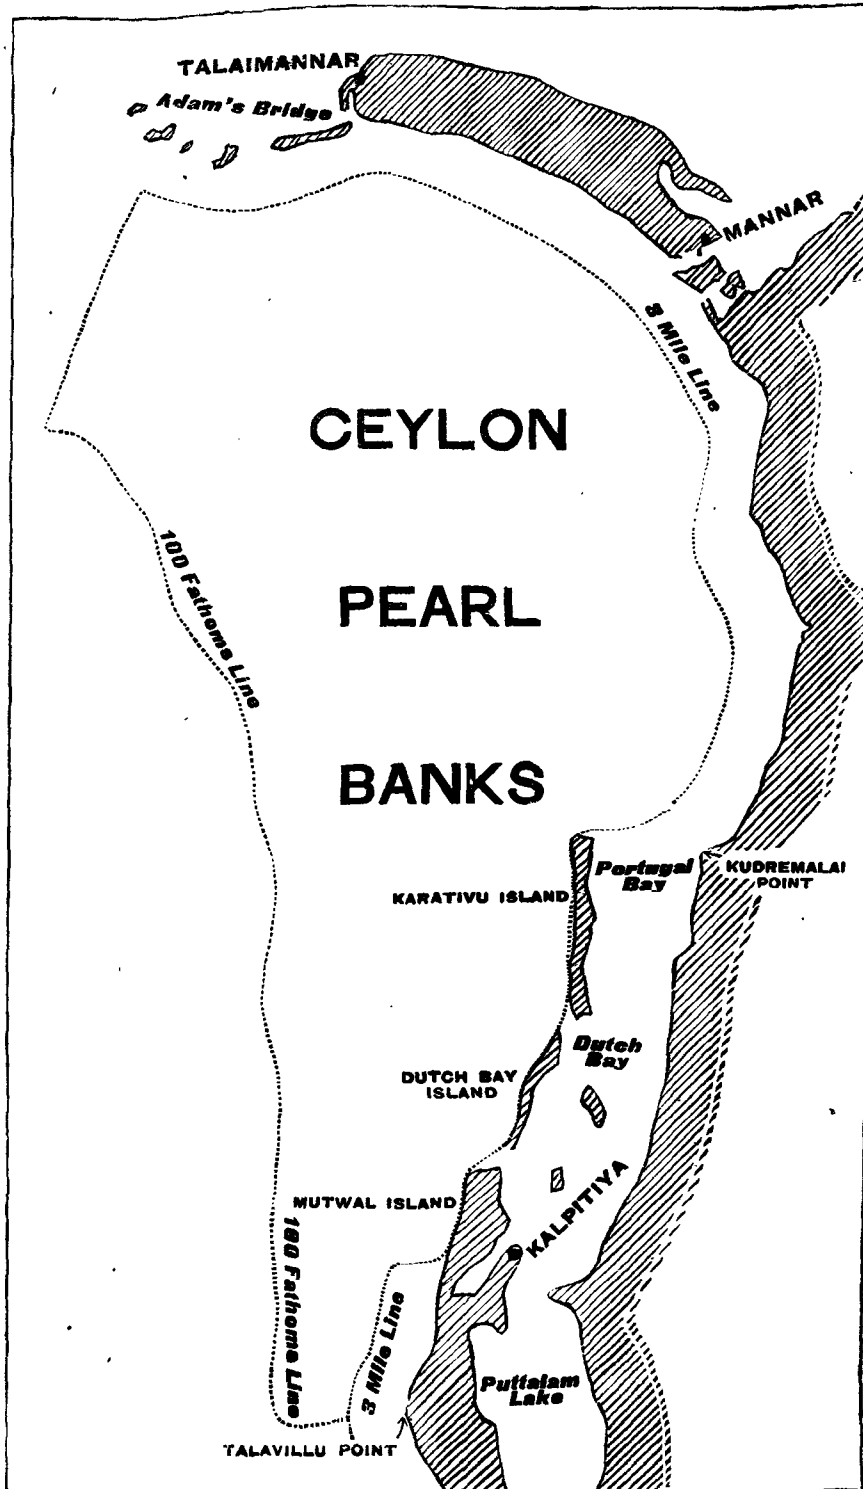 TALAIMANNAR
Adam's Bridge
MANNAR
3 Mile Line
CEYLON
100 Fathoms Line
PEARL
BANKS
Portugal
Bay
KUDREMALAI
POINT
KARATIVU ISLAND
Dutch
Bay
DUTCH BAY
ISLAND
KALPITIYA
MUTWAL ISLAND
100 Fathoms Line
3 Mile Line
Puttalam
Lake
TALAVILLU POINT